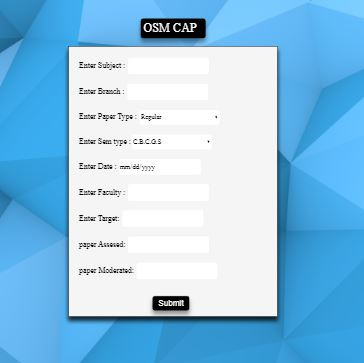 OSM CAP
Enter Subject :
Enter Branch :
Enter Paper Type : Regular
Enter Sem type : C.B.C.G.S
Enter Date : mm/dd/yyyy
Enter Faculty :
Enter Target:
paper Assesed:
paper Moderated:
Submit